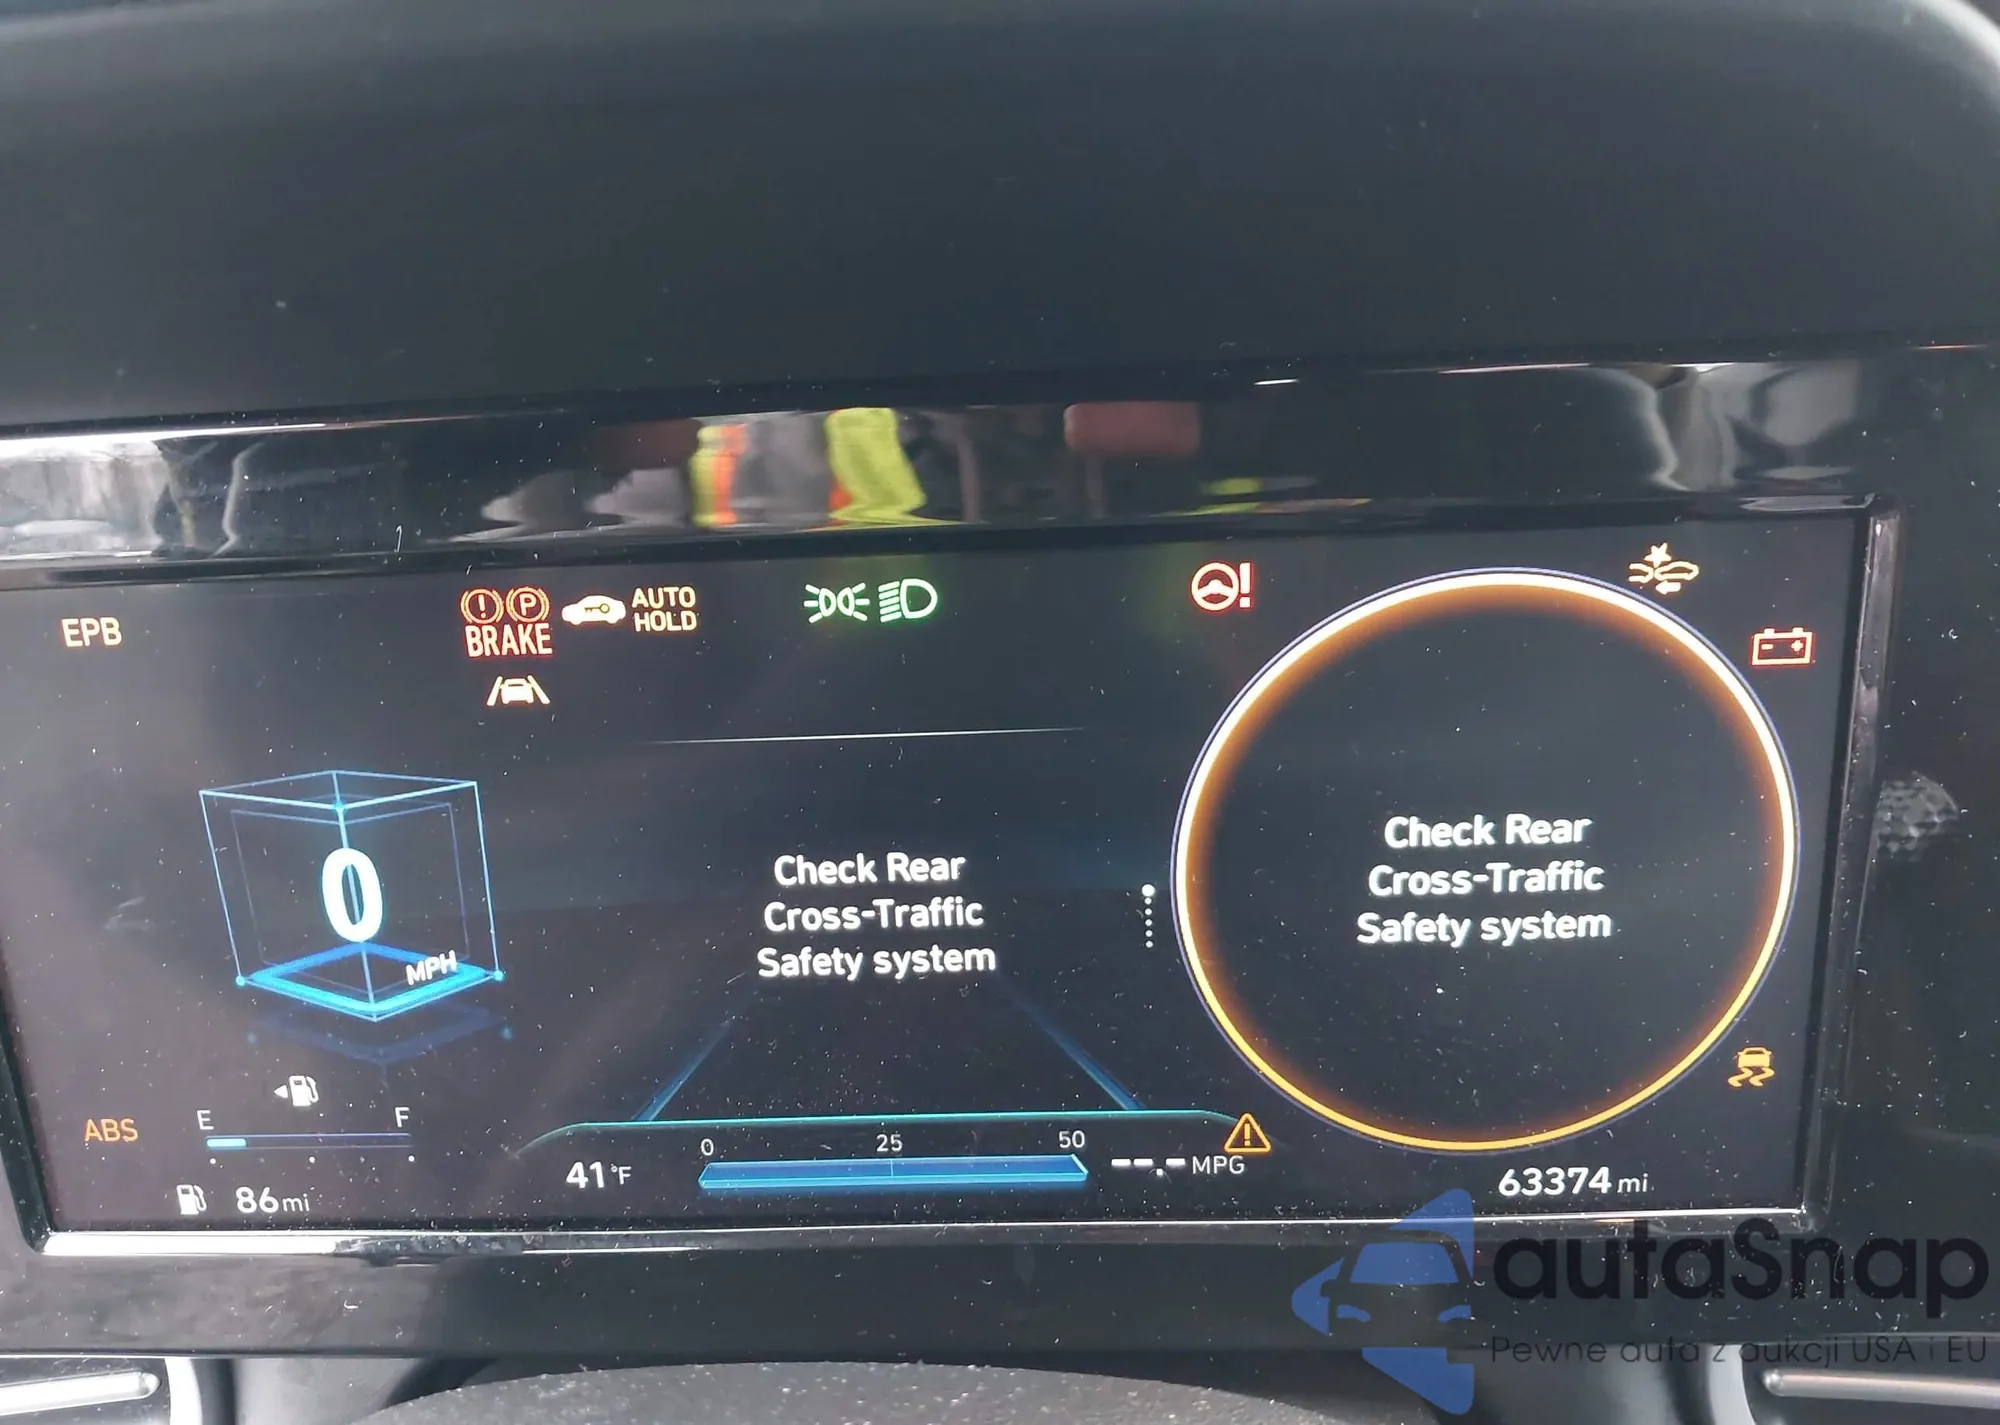 EPB
BRAKE
AUTO
HOLD
0
MPH
Check Rear
Cross-Traffic
Safety system
Check Rear
Cross-Traffic
Safety system
ABS
E
F
86mi
41°F
0
25
50
--.- MPG
63374 mi
autaSnap
Pewne auta z aukcji USA i EU